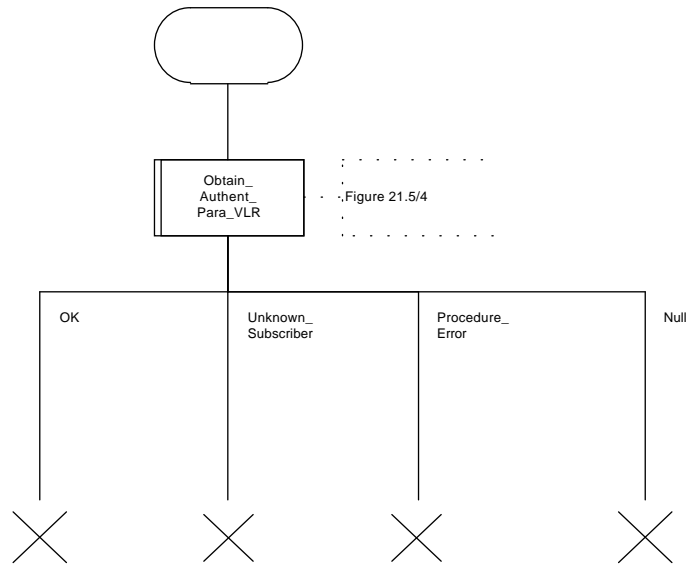 Obtain_
Authent_
Para_VLR
Figure 21.5/4
OK
Unknown_
Subscriber
Procedure_
Error
Null